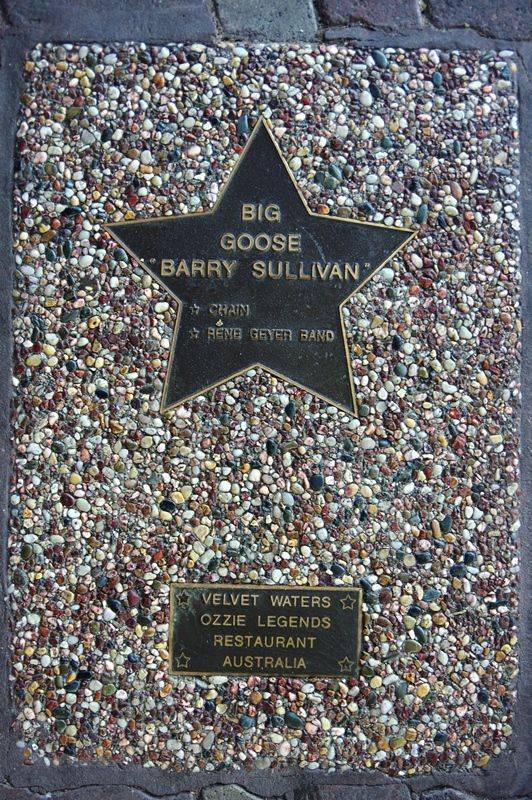 BIG
GOOSE
"BARRY SULLIVAN"
☆ CHAIN
☆ RENE GEYER BAND
☆ VELVET WATERS ☆
OZZIE LEGENDS
RESTAURANT
☆ AUSTRALIA ☆